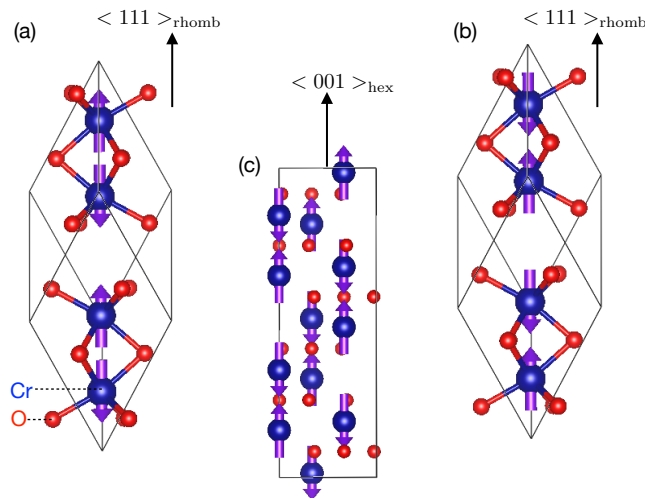 (a)
< 111 >rhomb
< 001 >hex
(c)
(b)
< 111 >rhomb
Cr
O